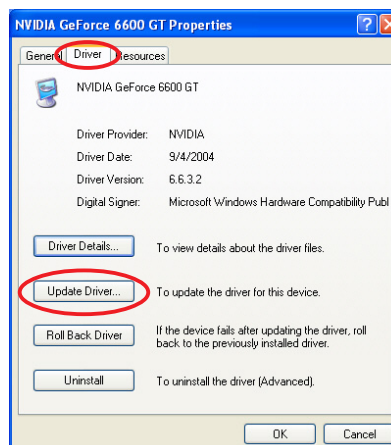 NVIDIA GeForce 6600 GT Properties
General Driver Resources
NVIDIA GeForce 6600 GT
Driver Provider: NVIDIA
Driver Date: 9/4/2004
Driver Version: 6.6.3.2
Digital Signer: Microsoft Windows Hardware Compatibility Publ
Driver Details... To view details about the driver files.
Update Driver... To update the driver for this device.
Roll Back Driver If the device fails after updating the driver, roll
back to the previously installed driver.
Uninstall To uninstall the driver (Advanced).
OK Cancel